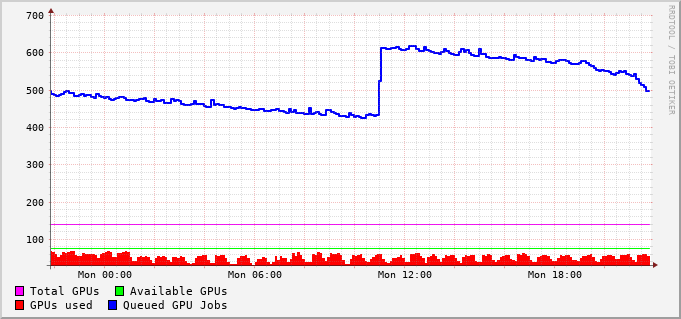 700
600
500
400
300
200
100
Mon 00:00 Mon 06:00 Mon 12:00 Mon 18:00
Total GPUs Available GPUs
GPUs used Queued GPU Jobs
RRDTOOL / TOBI OETIKER